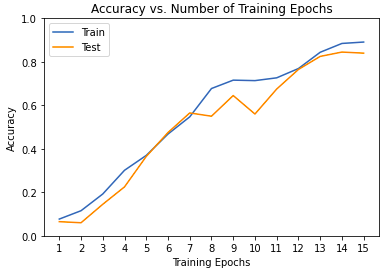 Accuracy vs. Number of Training Epochs
1.0
0.8
0.6
0.4
0.2
0.0
Accuracy
Train
Test
1 2 3 4 5 6 7 8 9 10 11 12 13 14 15
Training Epochs